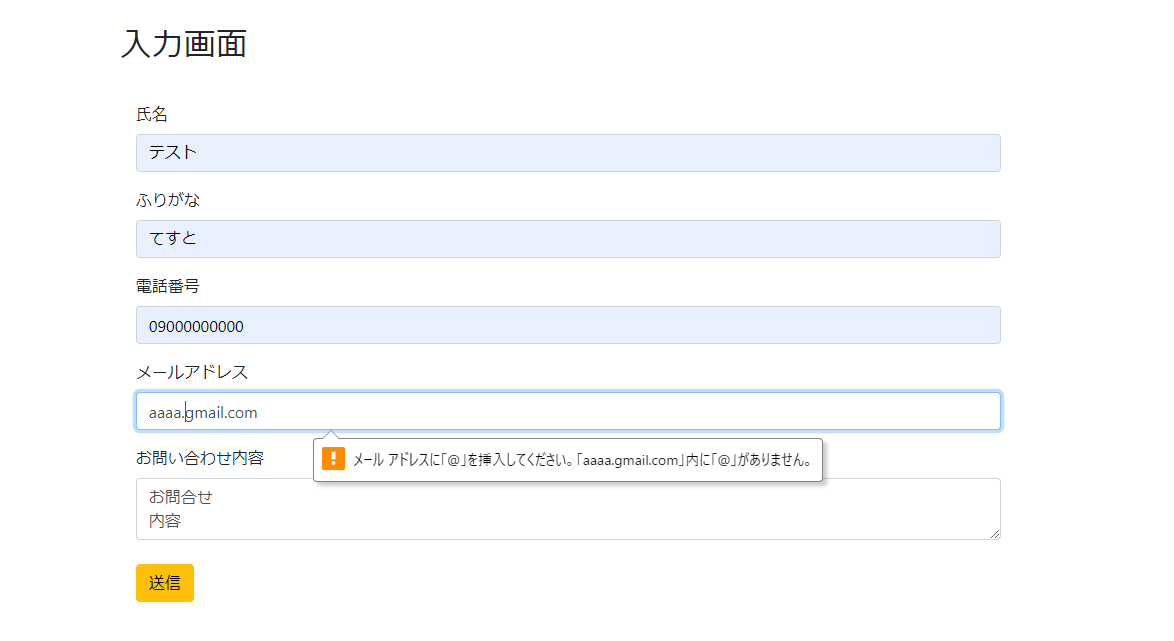 入力画面
氏名
テスト
ふりがな
てすと
電話番号
09000000000
メールアドレス
aaaa.gmail.com
メール アドレスに「@」を挿入してください。「aaaa.gmail.com」内に「@」がありません。
お問い合わせ内容
お問合せ
内容
送信